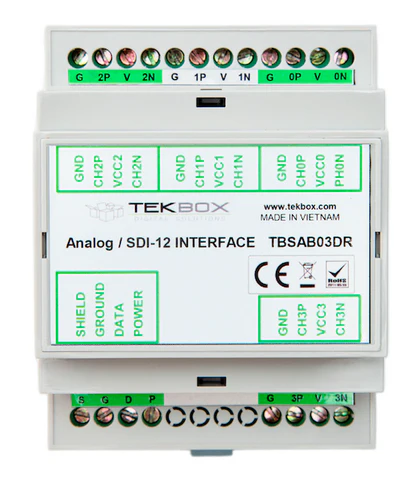 G 2P V 2N G 1P V 1N G 0P V 0N
GND CH2P VCC2 CH2N
GND CH1P VCC1 CH1N
GND CH0P VCC0 PH0N
TEKBOX
DIGITAL SOLUTIONS
www.tekbox.com
MADE IN VIETNAM
Analog / SDI-12 INTERFACE TBSAB03DR
CE
RoHS
SHIELD
GROUND
DATA
POWER
GND CH3P VCC3 CH3N
S G D P G 3P V 3N